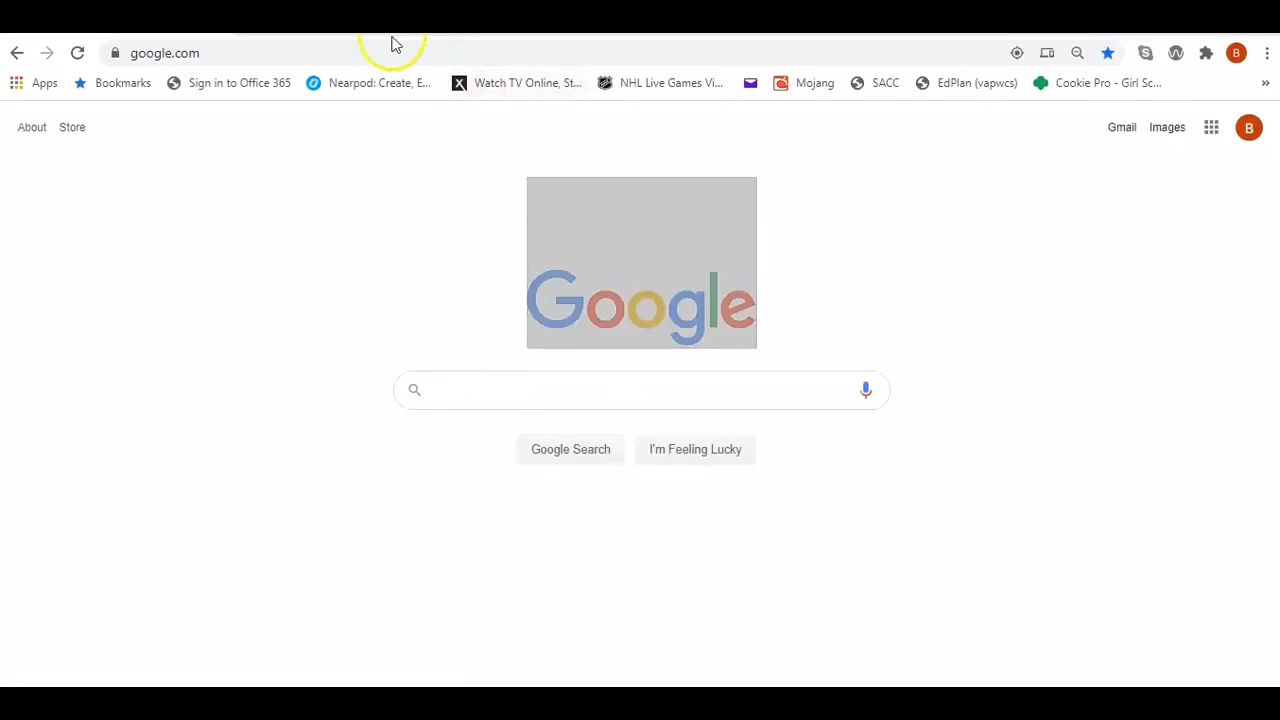 google.com
B
Apps Bookmarks Sign in to Office 365 Nearpod: Create, E... X Watch TV Online, St... NHL Live Games Vi... Mojang SACC EdPlan (vapwcs) Cookie Pro - Girl Sc... »
About Store Gmail Images B
Google
Google Search I'm Feeling Lucky